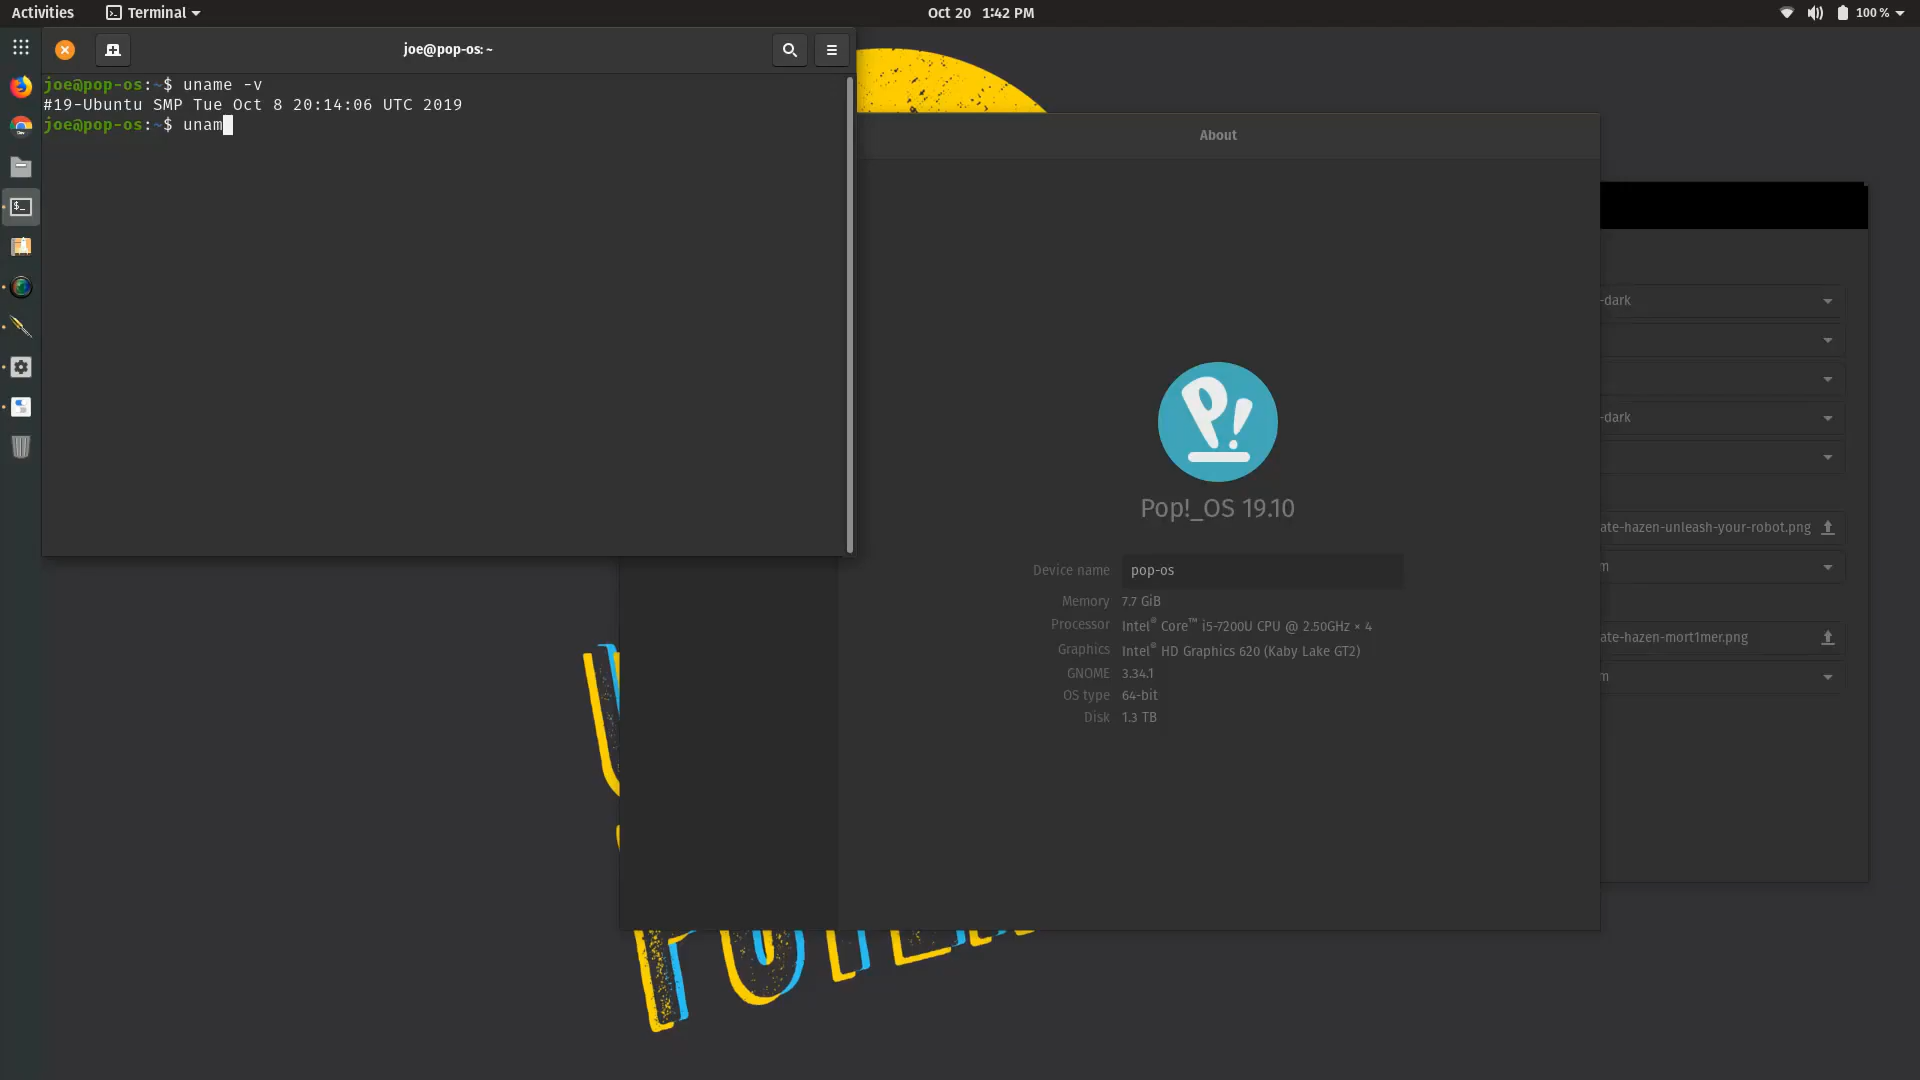 Activities
Terminal
Oct 20 1:42 PM
100 %
joe@pop-os: ~
joe@pop-os:~$ uname -v
#19-Ubuntu SMP Tue Oct 8 20:14:06 UTC 2019
joe@pop-os:~$ unam
About
-dark
-dark
Pop!_OS 19.10
ate-hazen-unleash-your-robot.png
m
Device name pop-os
Memory 7.7 GiB
Processor Intel® Core™ i5-7200U CPU @ 2.50GHz × 4
Graphics Intel® HD Graphics 620 (Kaby Lake GT2)
GNOME 3.34.1
OS type 64-bit
Disk 1.3 TB
ate-hazen-mort1mer.png
m